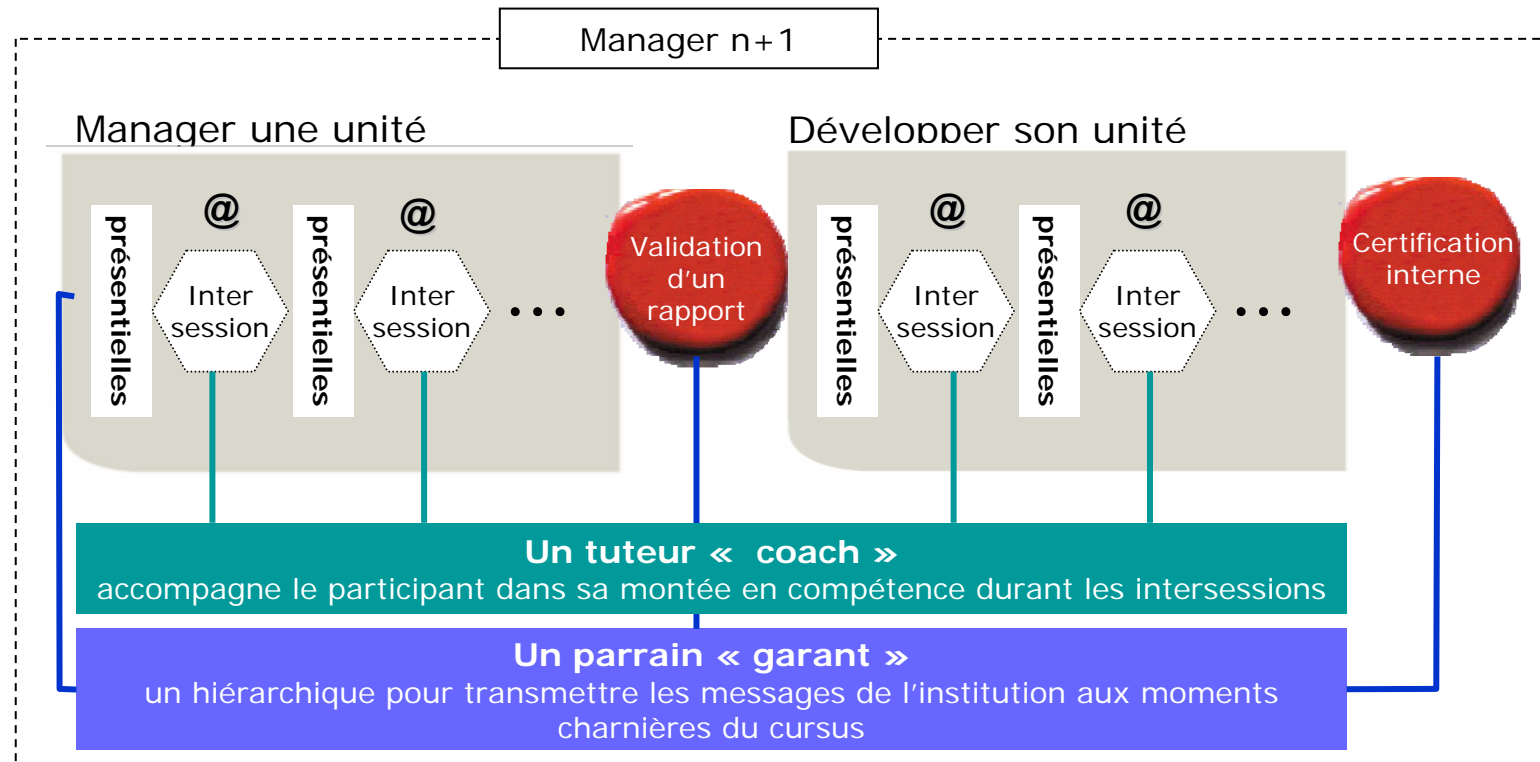 Manager n+1
Manager une unité
Développer son unité
présentielles
@
Inter
session
présentielles
@
Inter
session
...
Validation
d'un
rapport
présentielles
@
Inter
session
présentielles
@
Inter
session
...
Certification
interne
Un tuteur « coach »
accompagne le participant dans sa montée en compétence durant les intersessions
Un parrain « garant »
un hiérarchique pour transmettre les messages de l'institution aux moments
charnières du cursus